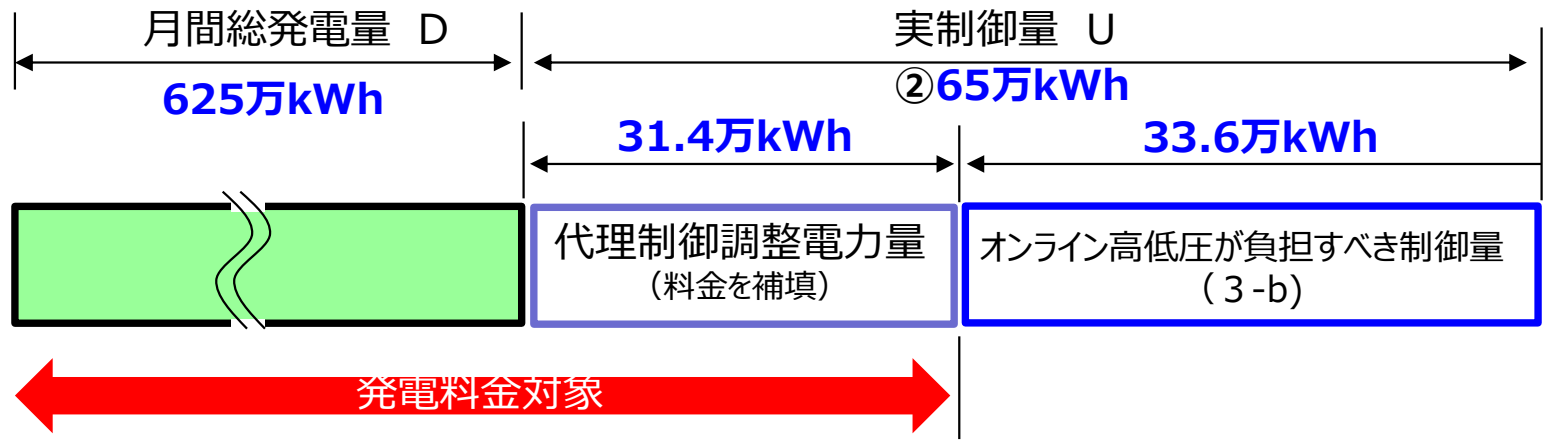 月間総発電量 D
実制御量 U
625万kWh
②65万kWh
31.4万kWh
33.6万kWh
代理制御調整電力量
（料金を補填）
オンライン高低圧が負担すべき制御量
（３-b)
発電料金対象